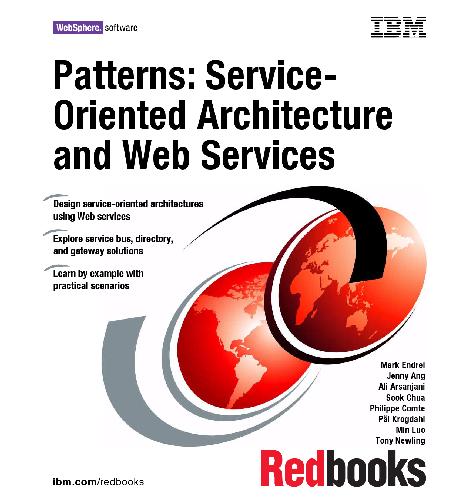 WebSphere. software
IBM
Patterns: Service-
Oriented Architecture
and Web Services
Design service-oriented architectures
using Web services
Explore service bus, directory,
and gateway solutions
Learn by example with
practical scenarios
Mark Endrei
Jenny Ang
Ali Arsanjani
Sook Chua
Philippe Comte
Pål Krogdahl
Min Luo
Tony Newling
ibm.com/redbooks
Redbooks